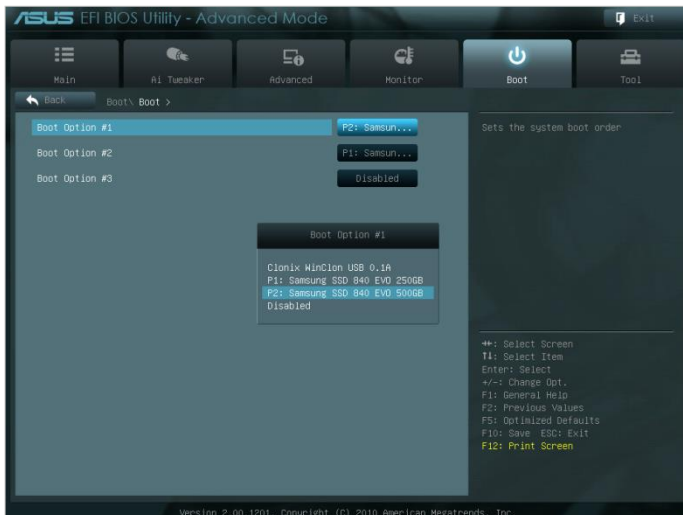 ASUS EFI BIOS Utility - Advanced Mode
Exit
Main
Ai Tweaker
Advanced
Monitor
Boot
Tool
Back
Boot\ Boot >
Boot Option #1 P2: Samsun...
Boot Option #2 P1: Samsun...
Boot Option #3 Disabled
Sets the system boot order
Boot Option #1
Clonix WinClon USB 0.1A
P1: Samsung SSD 840 EVO 250GB
P2: Samsung SSD 840 EVO 500GB
Disabled
→←: Select Screen
↑↓: Select Item
Enter: Select
+/-: Change Opt.
F1: General Help
F2: Previous Values
F5: Optimized Defaults
F10: Save ESC: Exit
F12: Print Screen
Version 2.00.1201. Copyright (C) 2010 American Megatrends, Inc.